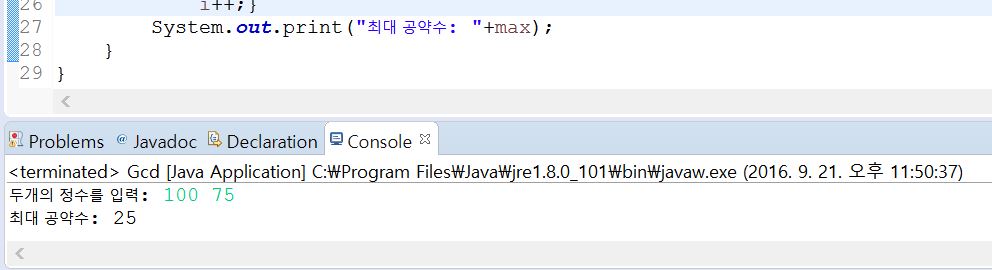 26 i++;}
27 System.out.print("최대 공약수: "+max);
28 }
29 }
Problems @ Javadoc Declaration Console
<terminated> Gcd [Java Application] C:₩Program Files₩Java₩jre1.8.0_101₩bin₩javaw.exe (2016. 9. 21. 오후 11:50:37)
두개의 정수를 입력: 100 75
최대 공약수: 25